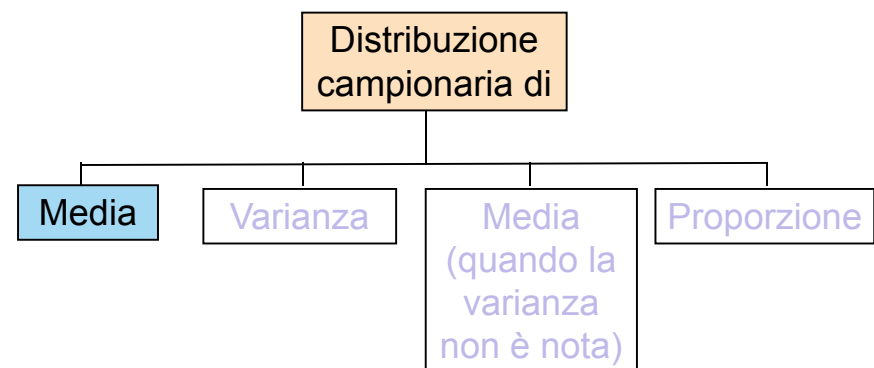 Distribuzione
campionaria di
Media
Varianza
Media
(quando la
varianza
non è nota)
Proporzione